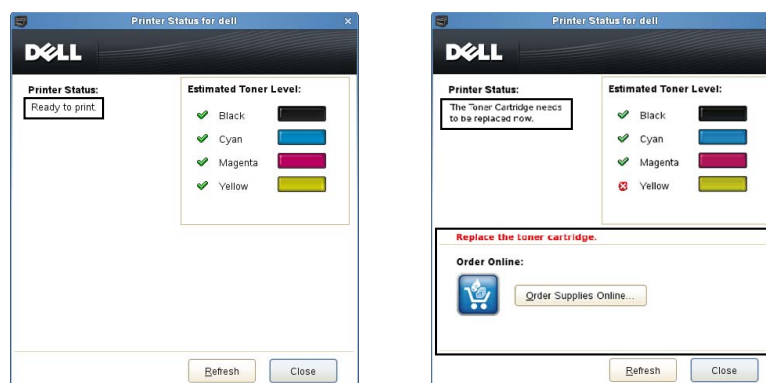 Printer Status for dell
x
DELL
Printer Status:
Ready to print.
Estimated Toner Level:
Black
Cyan
Magenta
Yellow
Refresh
Close
Printer Status for dell
DELL
Printer Status:
The Toner Cartridge needs
to be replaced now.
Estimated Toner Level:
Black
Cyan
Magenta
Yellow
Replace the toner cartridge.
Order Online:
Order Supplies Online...
Refresh
Close